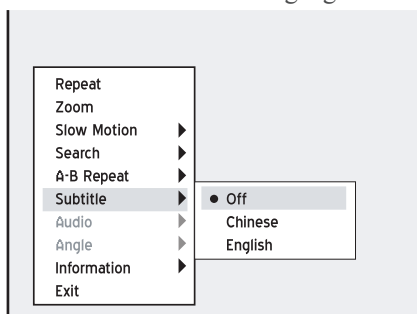 Repeat
Zoom
Slow Motion
Search
A-B Repeat
Subtitle
Audio
Angle
Information
Exit
Off
Chinese
English